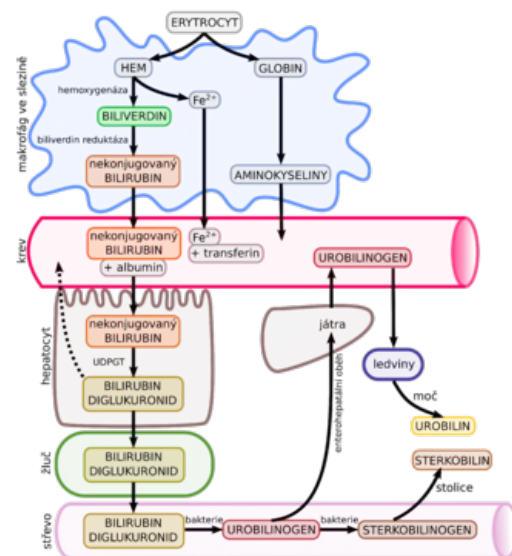 ERYTROCYT
HEM
GLOBIN
hemoxygenáza
Fe²⁺
BILIVERDIN
biliverdin reduktáza
nekonjugovaný
BILIRUBIN
AMINOKYSELINY
makrofág ve slezině
nekonjugovaný
BILIRUBIN
+ albumin
Fe²⁺
+ transferin
UROBILINOGEN
krev
nekonjugovaný
BILIRUBIN
UDPGT
BILIRUBIN
DIGLUKURONID
hepatocyt
játra
enterohepatální oběh
ledviny
moč
UROBILIN
BILIRUBIN
DIGLUKURONID
žluč
STERKOBILIN
stolice
BILIRUBIN
DIGLUKURONID
bakterie
UROBILINOGEN
bakterie
STERKOBILINOGEN
střevo